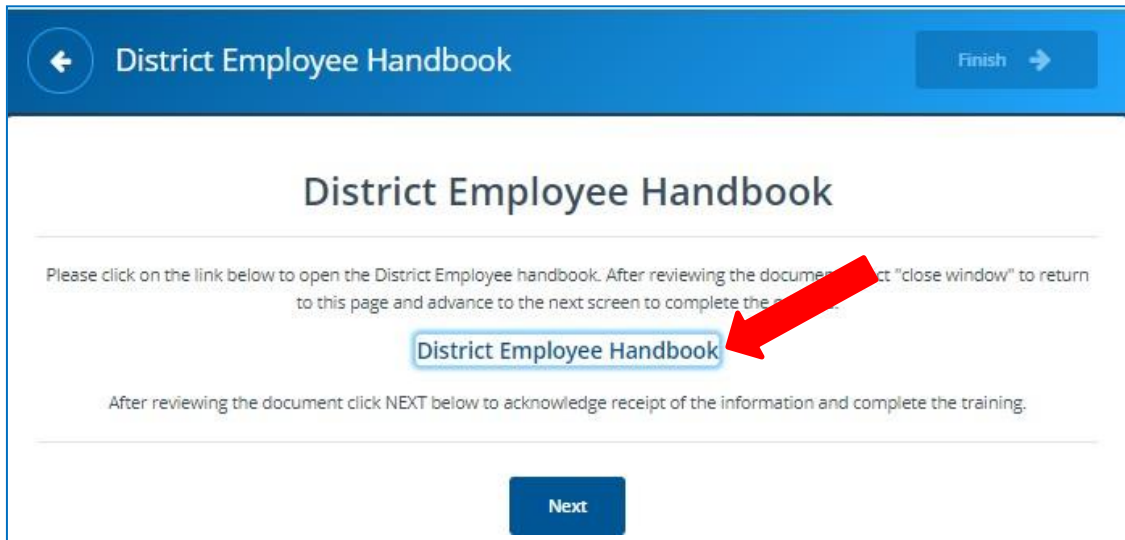 District Employee Handbook
Finish
District Employee Handbook
Please click on the link below to open the District Employee handbook. After reviewing the document "close window" to return
to this page and advance to the next screen to complete the
District Employee Handbook
After reviewing the document click NEXT below to acknowledge receipt of the information and complete the training.
Next